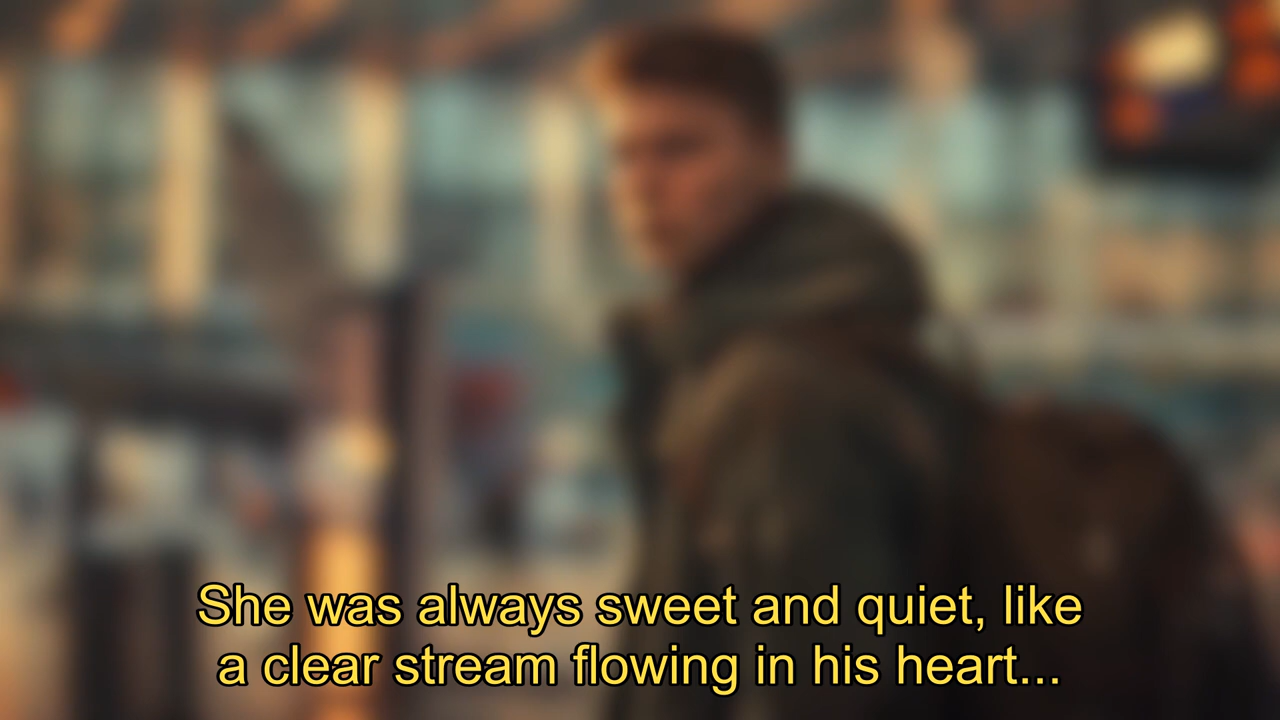 She was always sweet and quiet, like
a clear stream flowing in his heart...